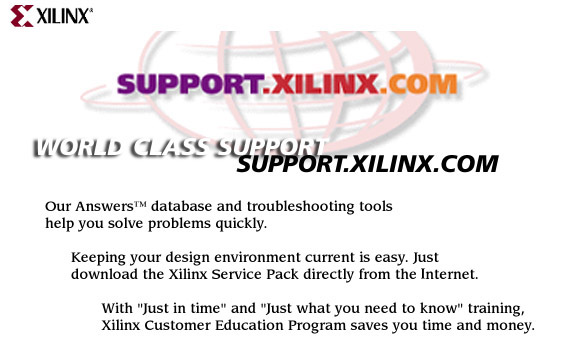 XILINX®
SUPPORT.XILINX.COM
WORLD CLASS SUPPORT
SUPPORT.XILINX.COM
Our Answers™ database and troubleshooting tools
help you solve problems quickly.
Keeping your design environment current is easy. Just
download the Xilinx Service Pack directly from the Internet.
With "Just in time" and "Just what you need to know" training,
Xilinx Customer Education Program saves you time and money.